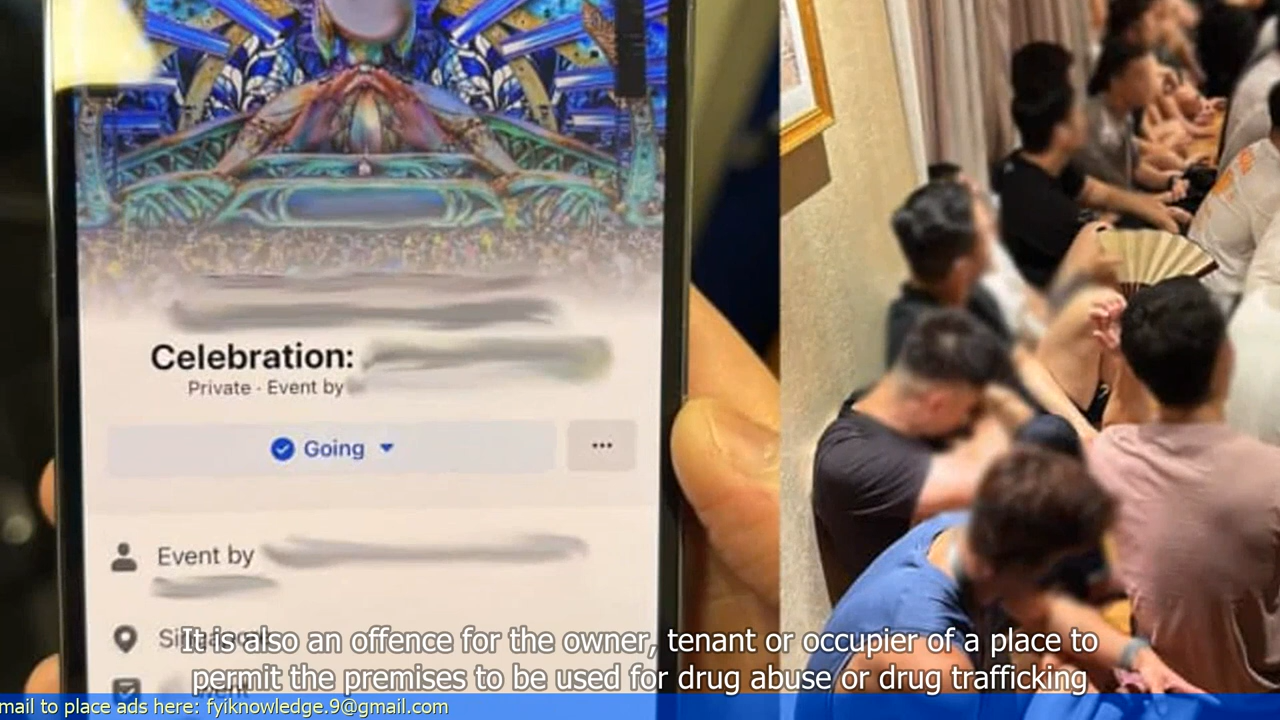 Celebration:
Private · Event by
Going
Event by
It is also an offence for the owner, tenant or occupier of a place to
permit the premises to be used for drug abuse or drug trafficking
mail to place ads here: fyiknowledge.9@gmail.com